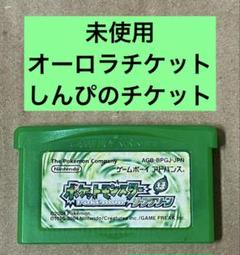 未使用
オーロラチケット
しんぴのチケット
The Pokémon Company
AGB-BPGJ-JPN
Nintendo
ゲームボーイ アドバンス
ポケットモンスター
リーフグリーン